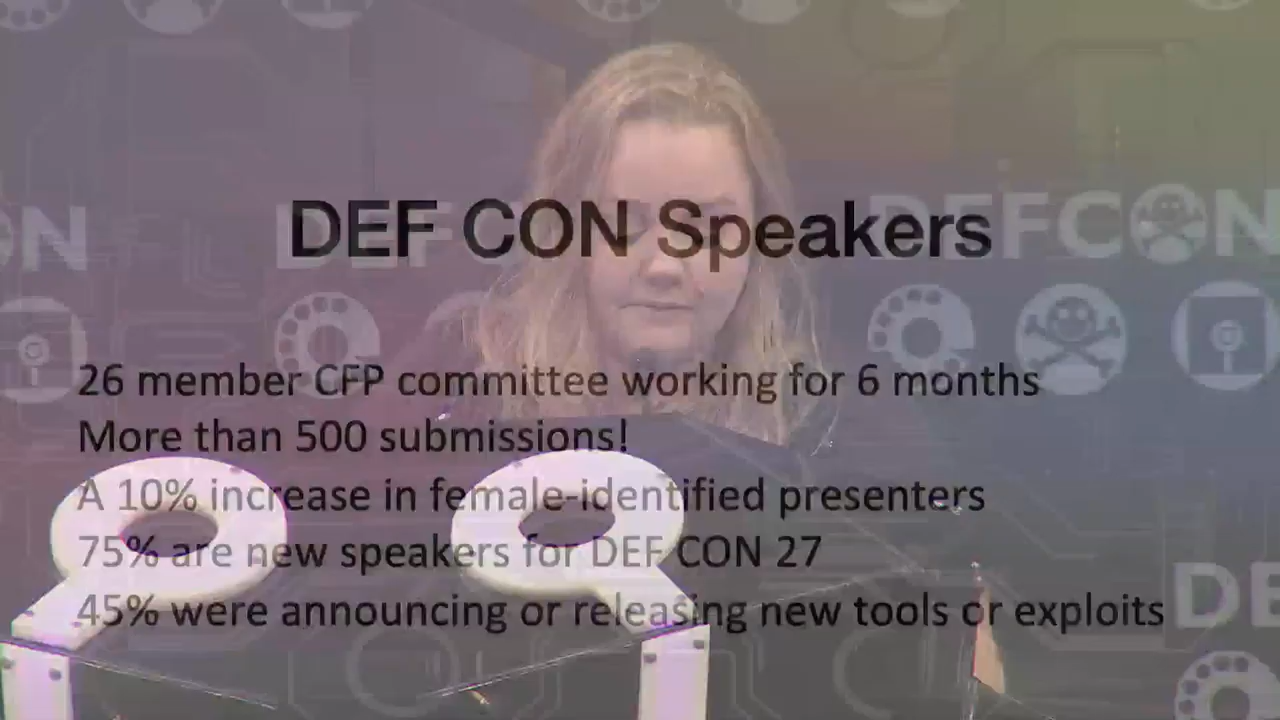 DEF CON Speakers
DEFCON
26 member CFP committee working for 6 months
More than 500 submissions!
A 10% increase in female-identified presenters
75% are new speakers for DEF CON 27
45% were announcing or releasing new tools or exploits